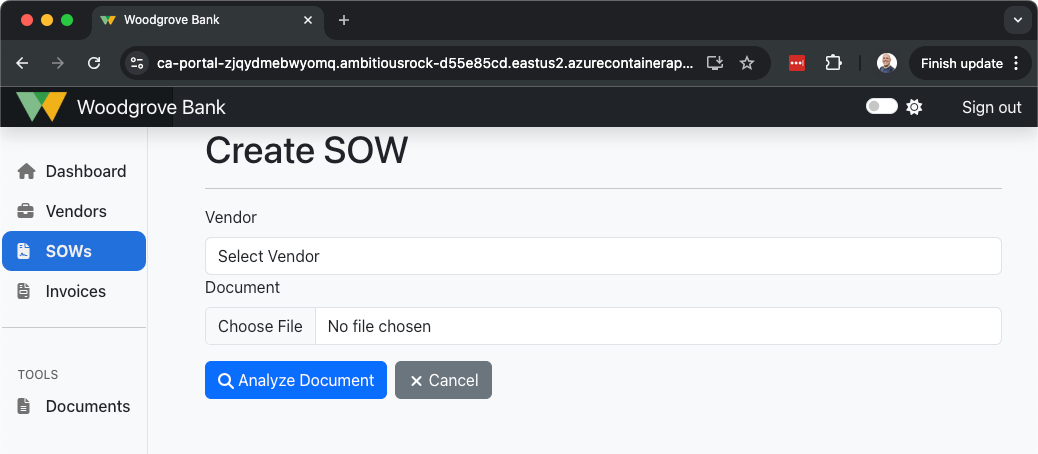 Woodgrove Bank
ca-portal-zjqydmebwyomq.ambitiousrock-d55e85cd.eastus2.azurecontainerap...
Finish update
Woodgrove Bank
Sign out
Create SOW
Dashboard
Vendors
SOWs
Invoices
TOOLS
Documents
Vendor
Select Vendor
Document
Choose File No file chosen
Analyze Document Cancel